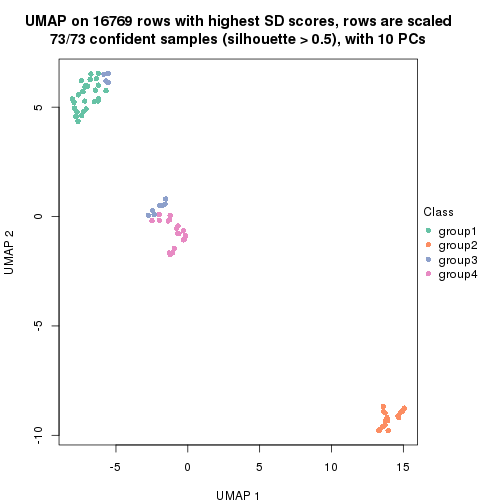 UMAP on 16769 rows with highest SD scores, rows are scaled
73/73 confident samples (silhouette > 0.5), with 10 PCs
5
0
-5
-10
UMAP 2
-5
0
5
10
15
UMAP 1
Class
group1
group2
group3
group4